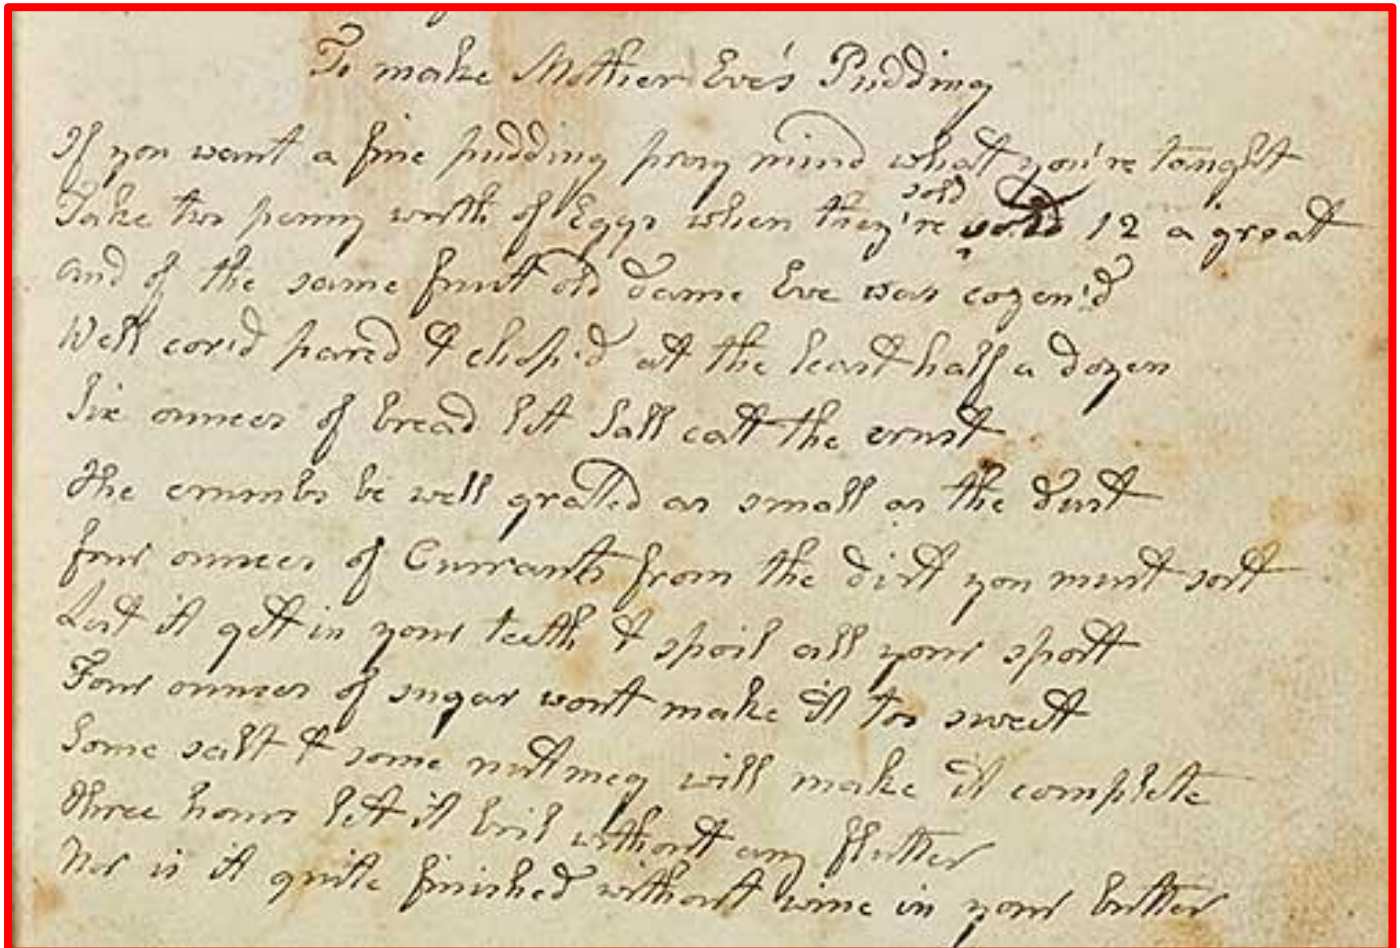 To make Mother Eve's Pudding
If you want a fine pudding pray mind what you're taught
Take two penny worth of Eggs when they're sold 12 a groat
and of the same fruit old dame Eve was cozen'd
Well cor'd pared & chop'd at the least half a dozen
Six ounces of bread let Sall eatt the crust
The crumbs be well grated as small as the dust
four ounces of Currants from the dirt you must sort
Lest it get in your teeth & spoil all your sport
Four ounces of sugar wont make it too sweet
Some salt & some nutmeg will make it complete
Three hours let it boil without any flutter
Nor is it quite finished without wine in your butter